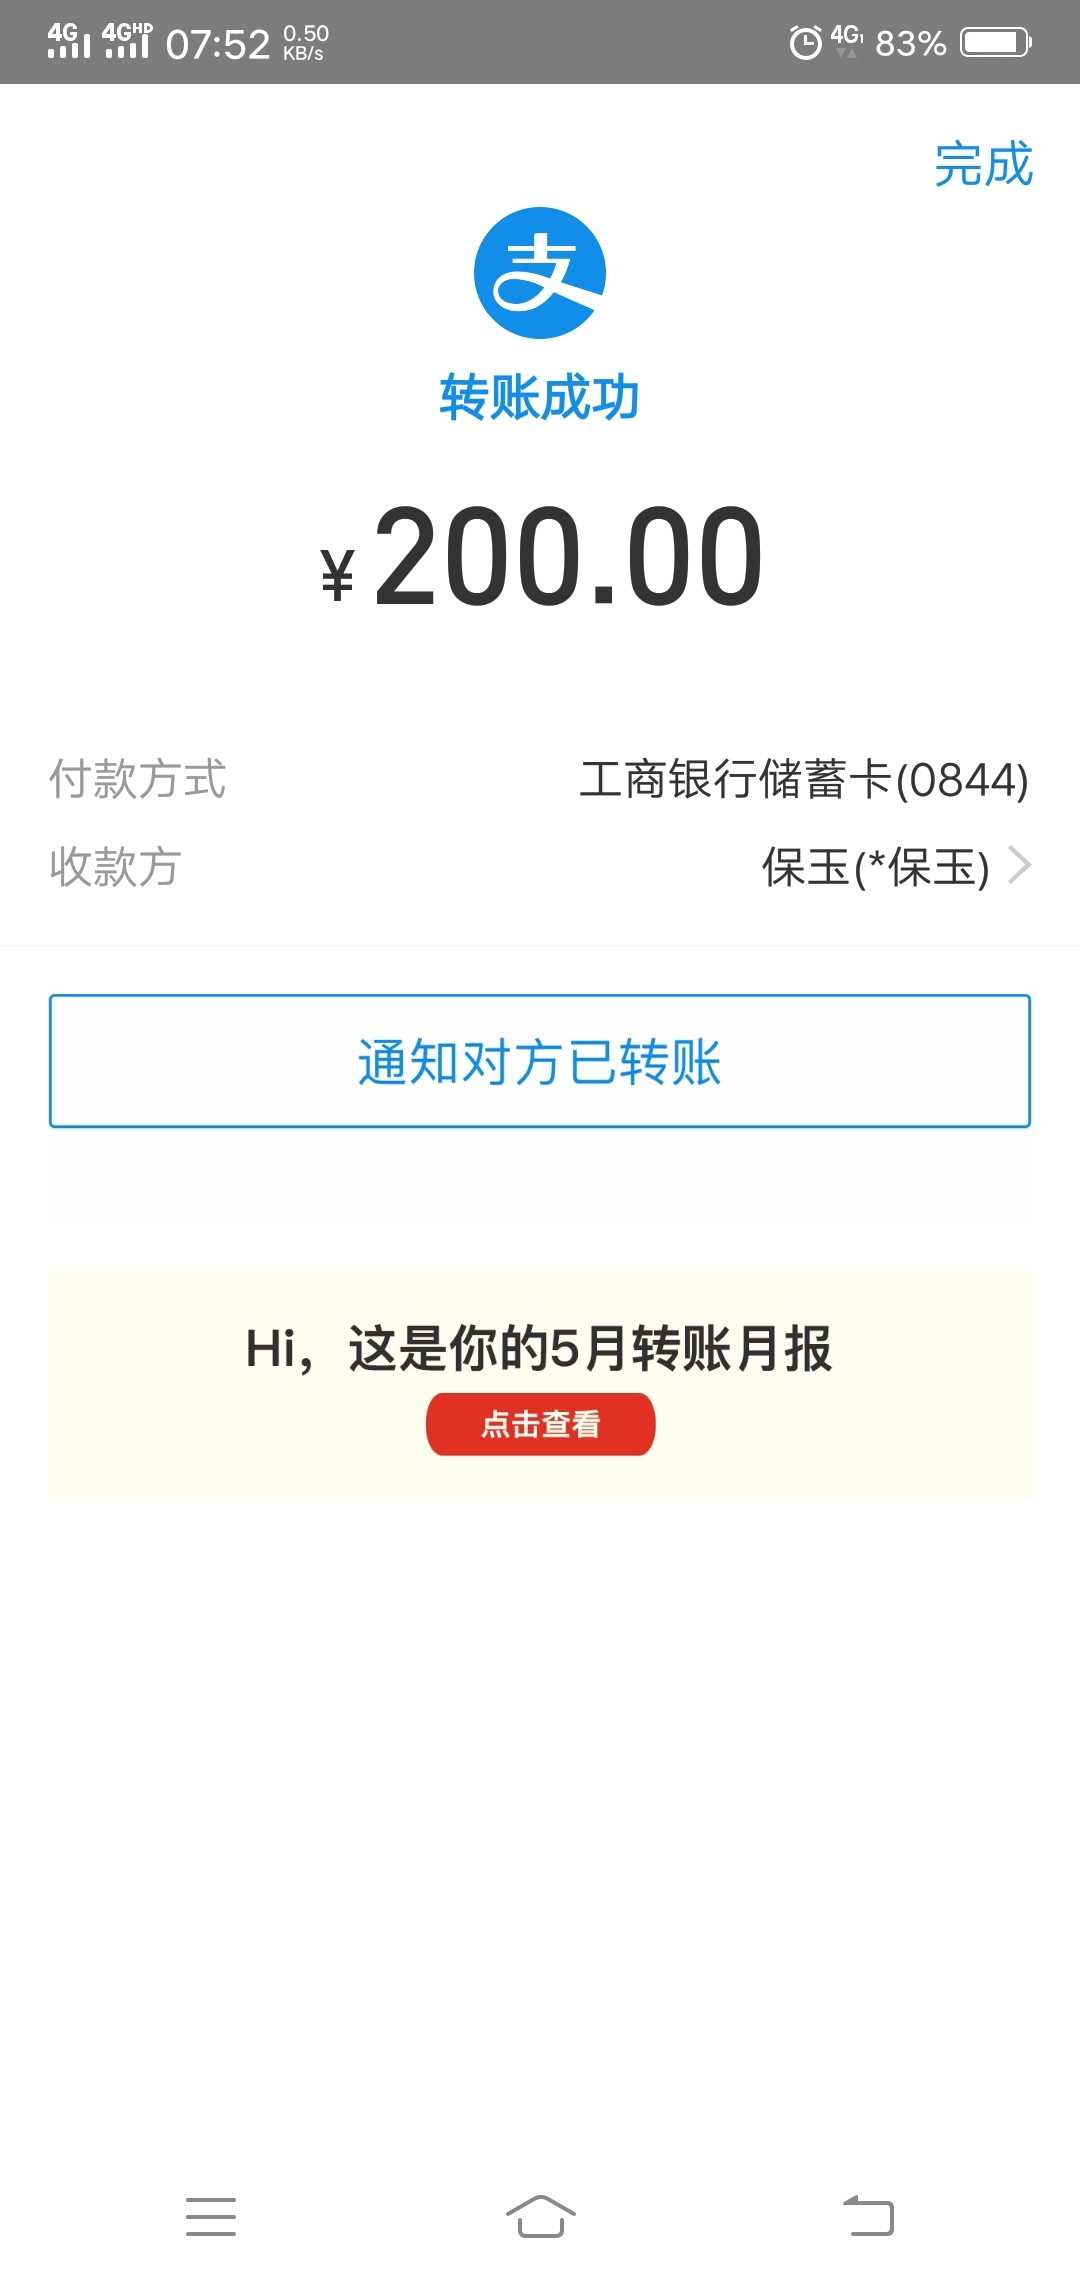 4G 4GHD 07:52 0.50 KB/s 4G1 83%
完成
支
转账成功
¥200.00
付款方式 工商银行储蓄卡(0844)
收款方 保玉(*保玉)
通知对方已转账
Hi，这是你的5月转账月报
点击查看